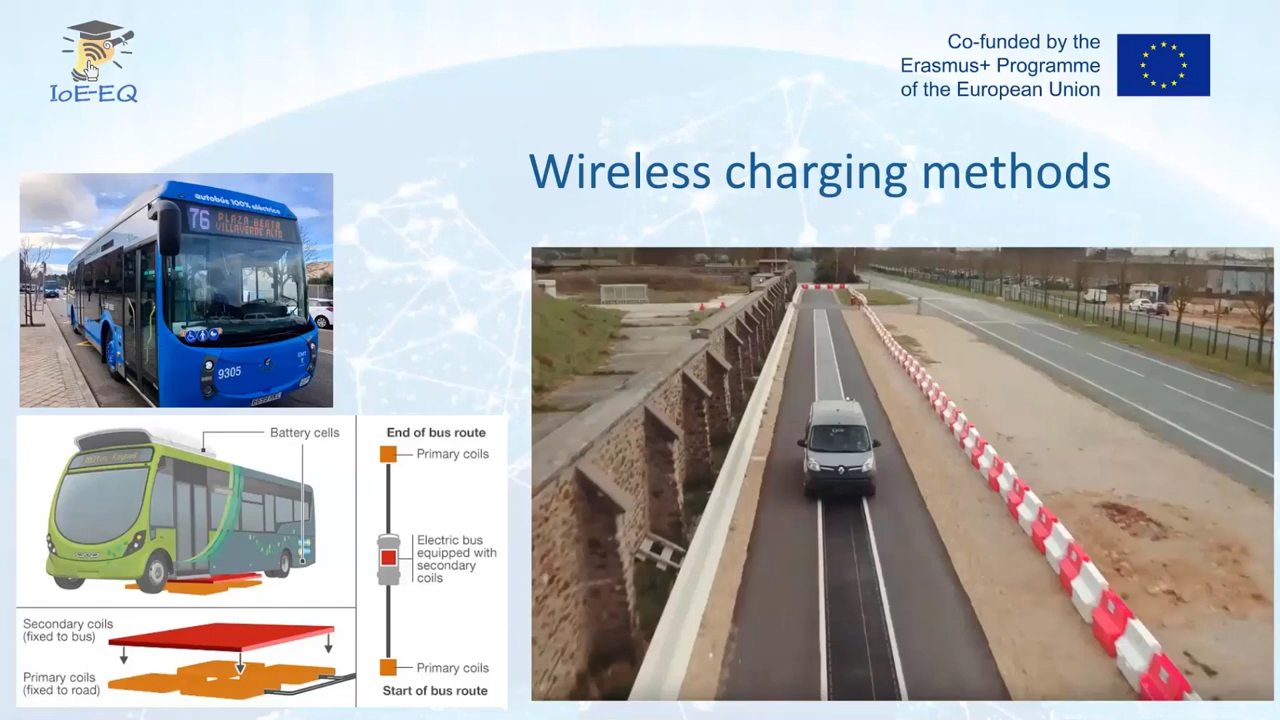 IoE-EQ
Co-funded by the
Erasmus+ Programme
of the European Union
Wireless charging methods
autobús 100% eléctrico
76 PLAZA BEATA
VILLAVERDE ALTO
9305
Battery cells
Secondary coils
(fixed to bus)
Primary coils
(fixed to road)
End of bus route
Primary coils
Electric bus
equipped with
secondary
coils
Primary coils
Start of bus route